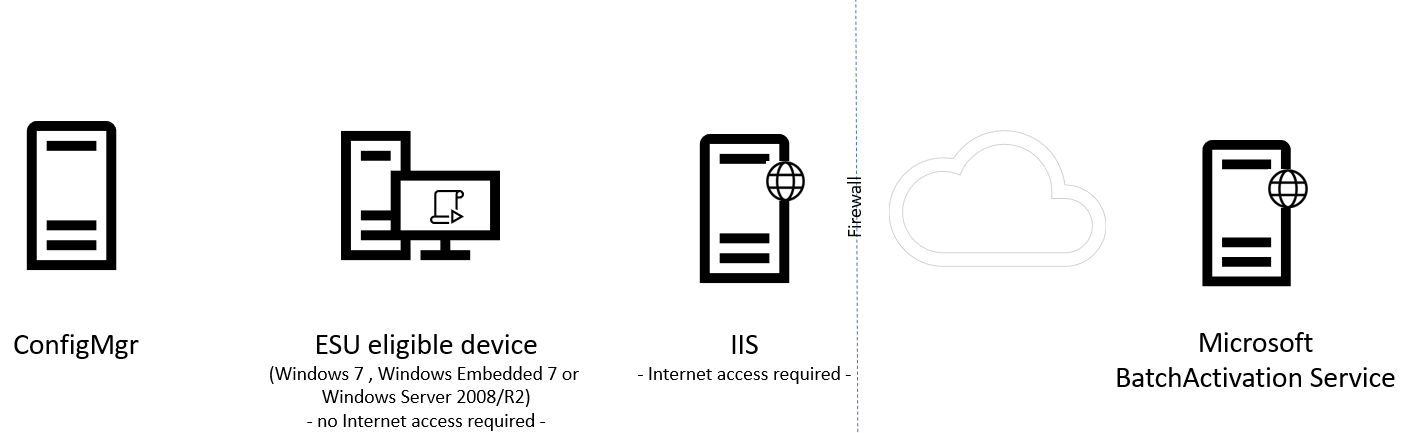 Firewall
ConfigMgr
ESU eligible device
(Windows 7 , Windows Embedded 7 or
Windows Server 2008/R2)
- no Internet access required -
IIS
- Internet access required -
Microsoft
BatchActivation Service